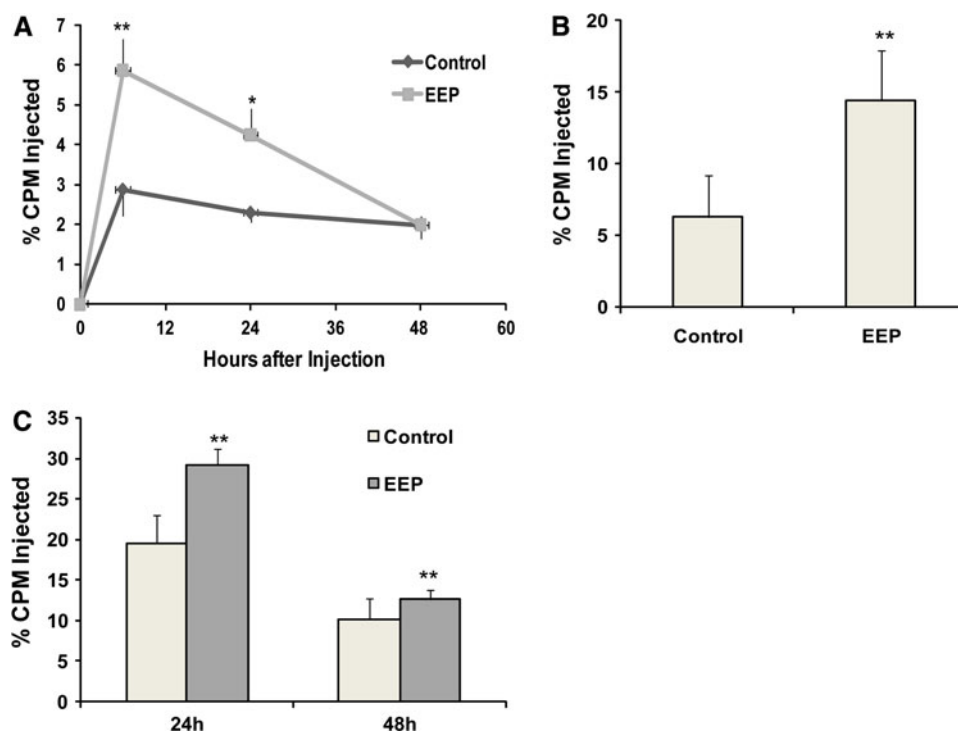 A
% CPM Injected
7
6
5
4
3
2
1
0
**
*
Control
EEP
0 12 24 36 48 60
Hours after Injection
B
% CPM Injected
20
15
10
5
0
**
Control EEP
C
% CPM Injected
35
30
25
20
15
10
5
0
**
**
Control
EEP
24h 48h